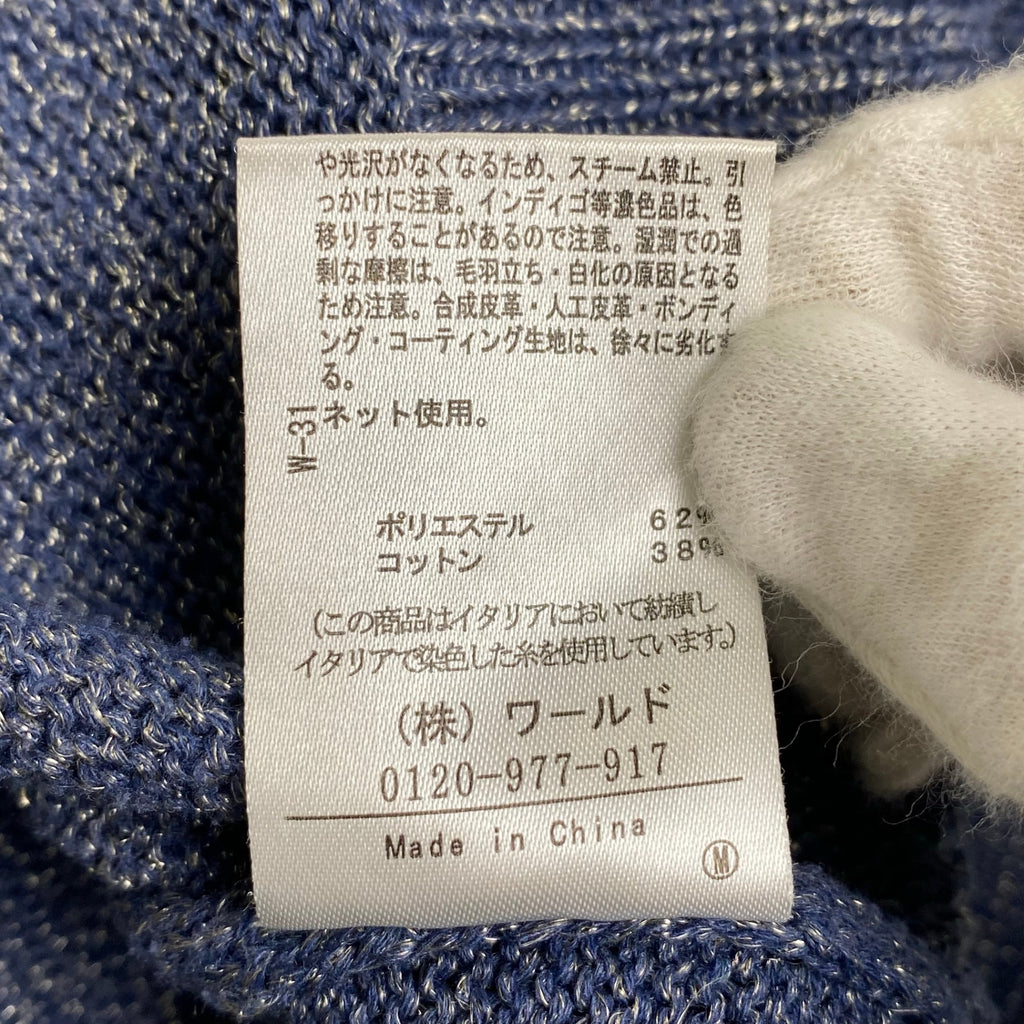 や光沢がなくなるため、スチーム禁止。引
っかけに注意。インディゴ等濃色品は、色
移りすることがあるので注意。湿潤での過
剰な摩擦は、毛羽立ち・白化の原因となる
ため注意。合成皮革・人工皮革・ボンディ
ング・コーティング生地は、徐々に劣化す
る。
ネット使用。
W-31
ポリエステル 62%
コットン 38%
(この商品はイタリアにおいて紡績し
イタリアで染色した糸を使用しています。)
(株) ワールド
0120-977-917
Made in China
M